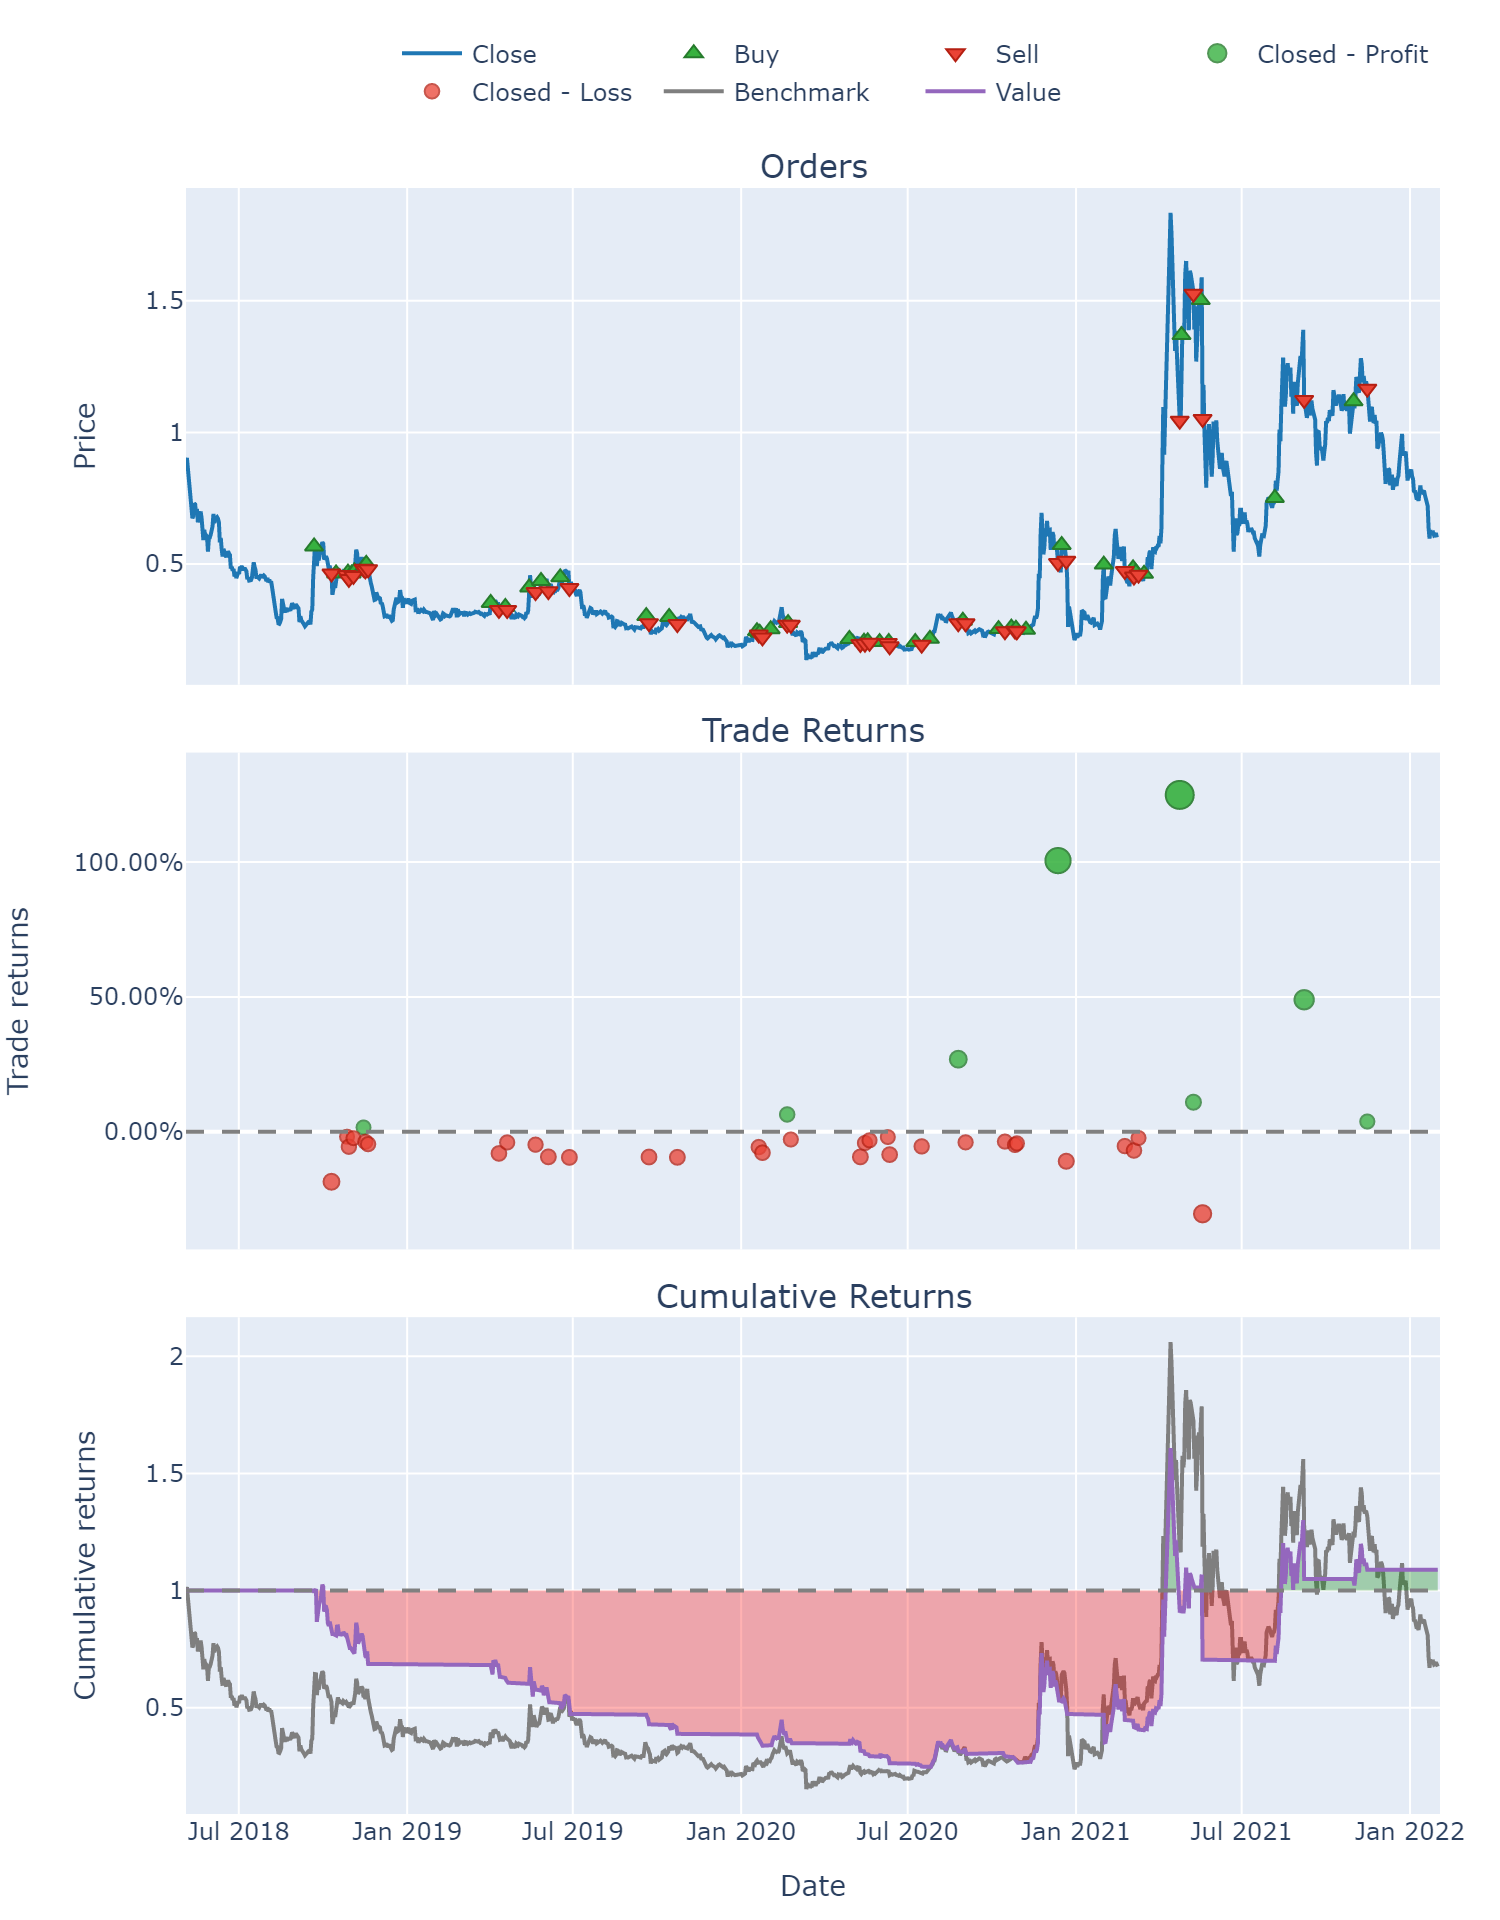 Close Buy Sell Closed - Profit
Closed - Loss Benchmark Value
Orders
Price
1.5
1
0.5
Trade Returns
Trade returns
100.00%
50.00%
0.00%
Cumulative Returns
Cumulative returns
2
1.5
1
0.5
Jul 2018 Jan 2019 Jul 2019 Jan 2020 Jul 2020 Jan 2021 Jul 2021 Jan 2022
Date